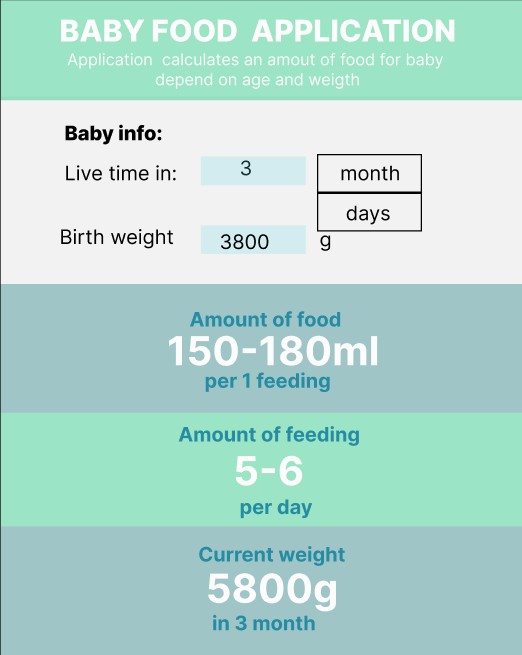 BABY FOOD APPLICATION
Application calculates an amout of food for baby
depend on age and weigth
Baby info:
Live time in: 3 month
days
Birth weight 3800 g
Amount of food
150-180ml
per 1 feeding
Amount of feeding
5-6
per day
Current weight
5800g
in 3 month